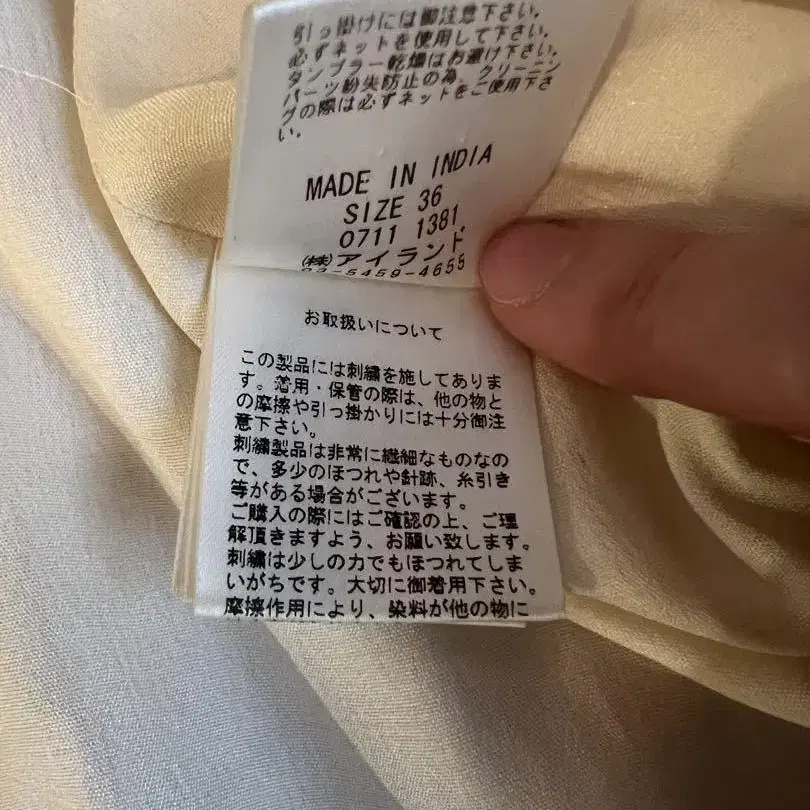 引っ掛けには御注意下さい。
必ずネットを使用して下さい。
タンブラー乾燥はお避け下さい。
パーツ紛失防止の為、クリーニン
グの際は必ずネットをご使用下さ
い。
MADE IN INDIA
SIZE 36
0711 1381
㈱アイランド
03-5459-4655
お取扱いについて
この製品には刺繍を施してありま
す。着用・保管の際は、他の物と
の摩擦や引っ掛かりには十分御注
意下さい。
刺繍製品は非常に繊細なものなの
で、多少のほつれや針跡、糸引き
等がある場合がございます。
ご購入の際にはご確認の上、ご理
解頂きますよう、お願い致します。
刺繍は少しの力でもほつれてしま
いがちです。大切に御着用下さい。
摩擦作用により、染料が他の物に